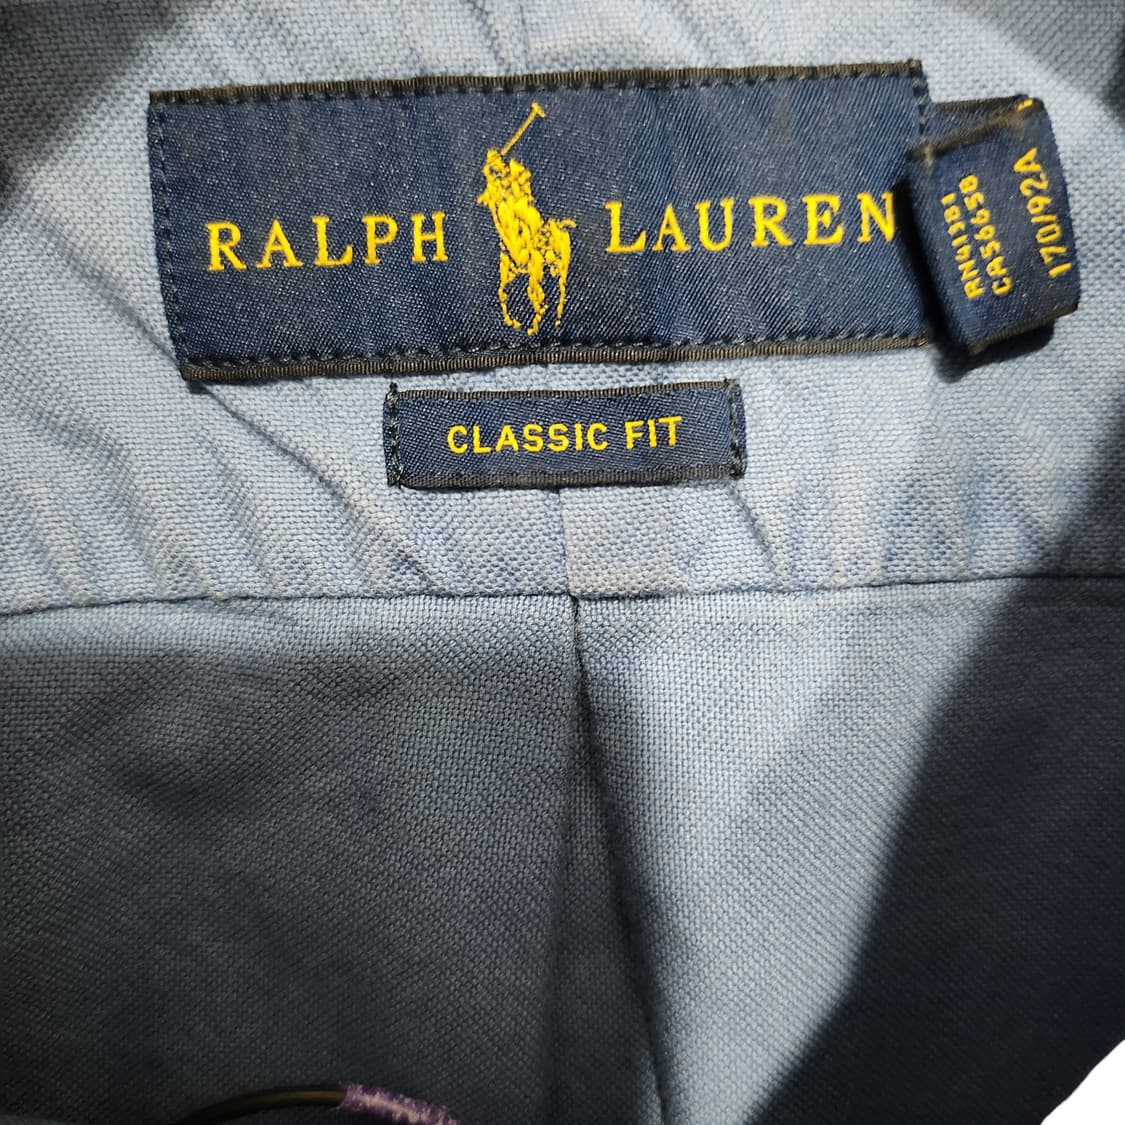 RALPH LAUREN
CLASSIC FIT
RN41381
CA56658
170/92A